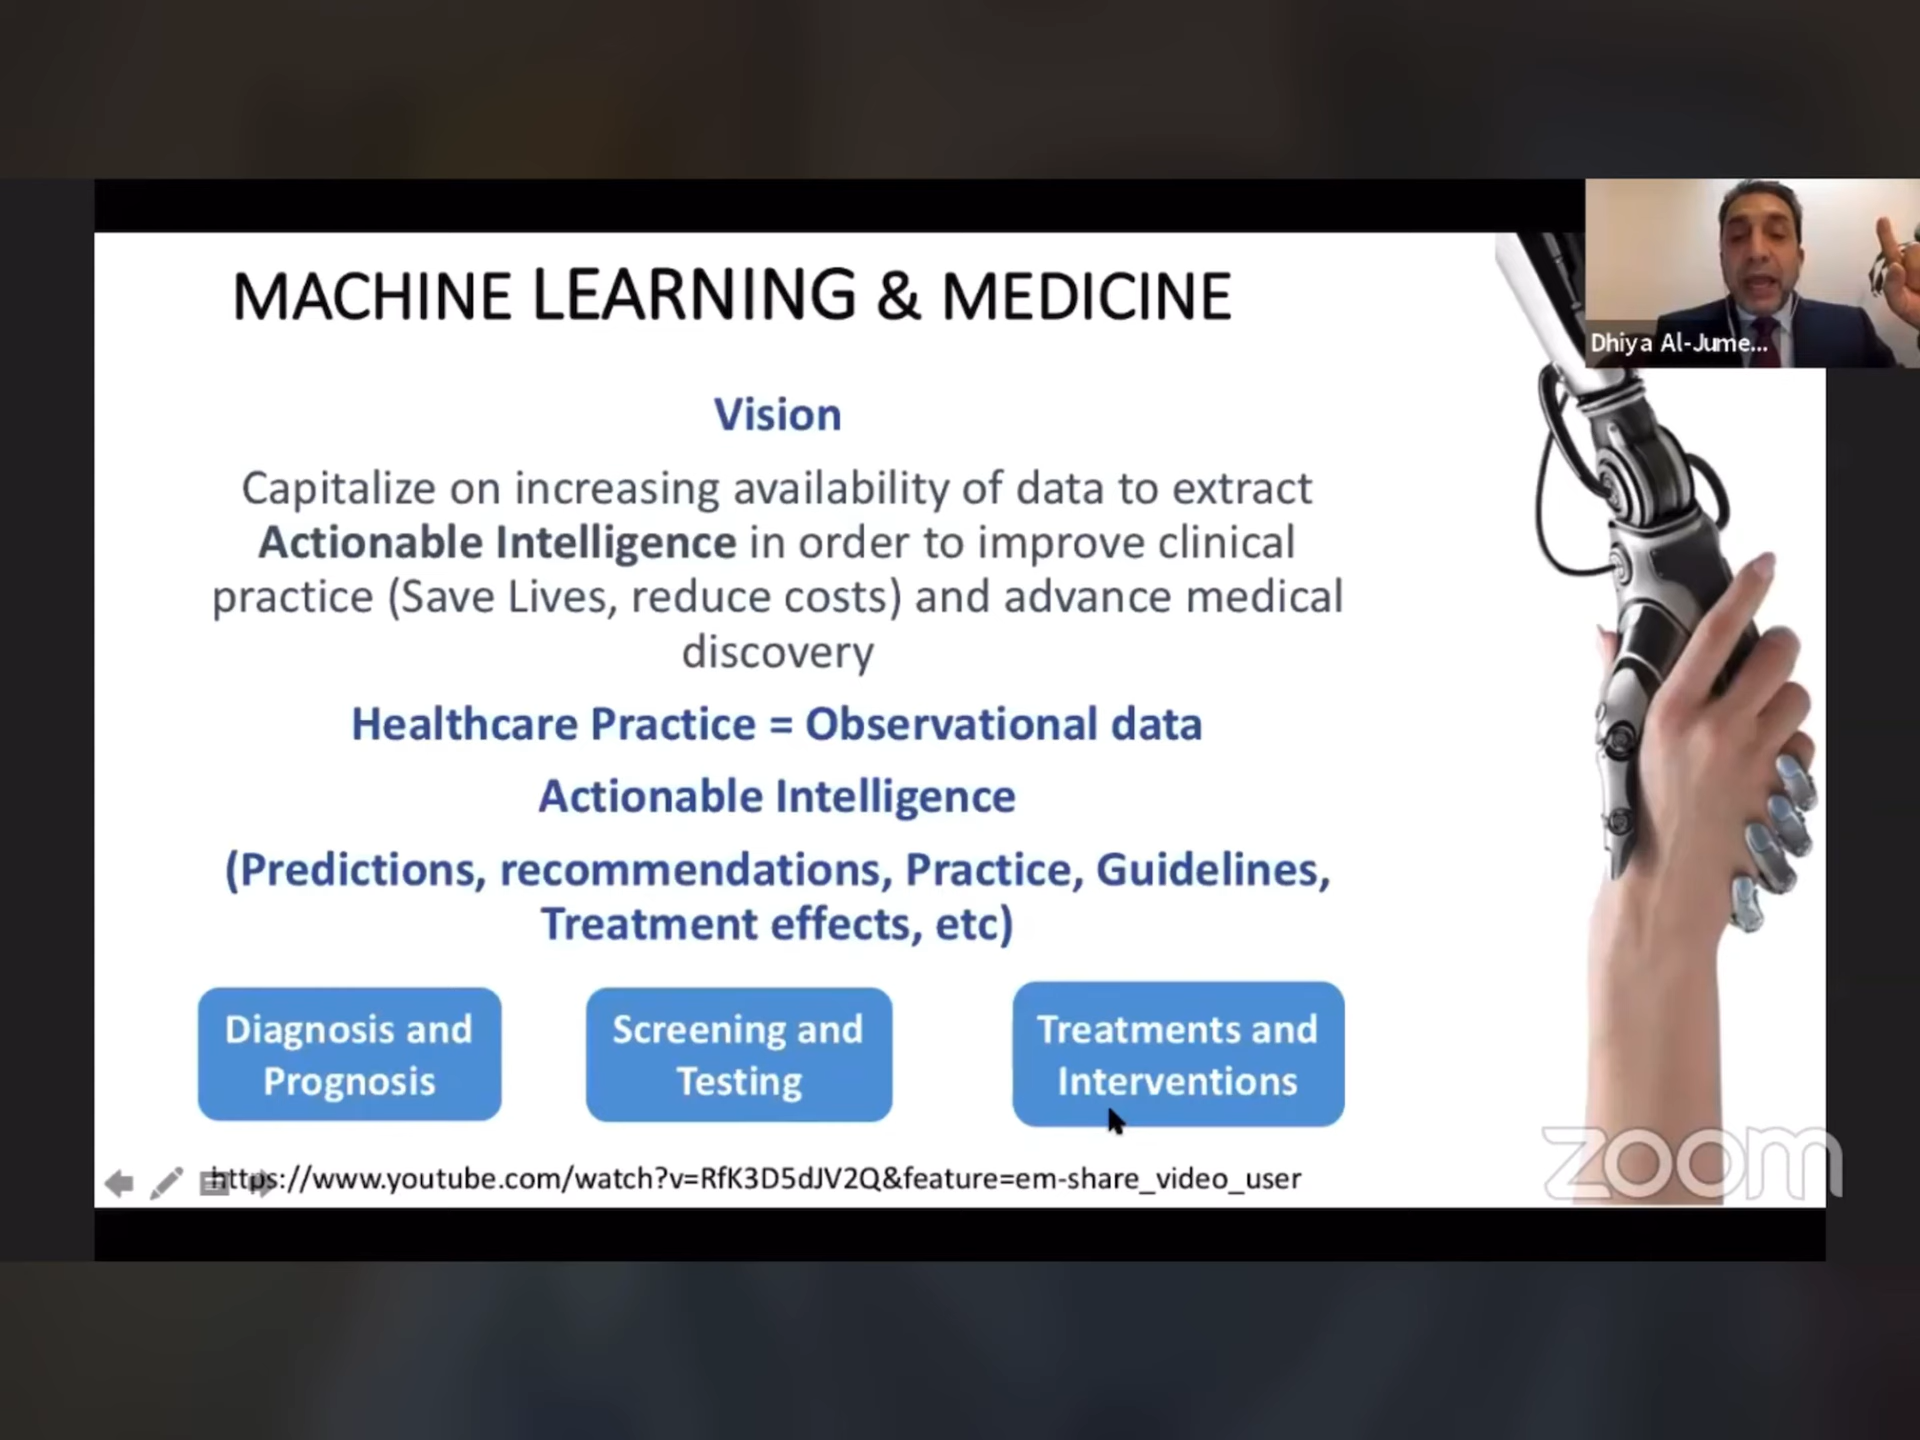 MACHINE LEARNING & MEDICINE
Dhiya Al-Jume...
Vision
Capitalize on increasing availability of data to extract
Actionable Intelligence in order to improve clinical
practice (Save Lives, reduce costs) and advance medical
discovery
Healthcare Practice = Observational data
Actionable Intelligence
(Predictions, recommendations, Practice, Guidelines,
Treatment effects, etc)
Diagnosis and
Prognosis
Screening and
Testing
Treatments and
Interventions
https://www.youtube.com/watch?v=RfK3D5dJV2Q&feature=em-share_video_user
zoom